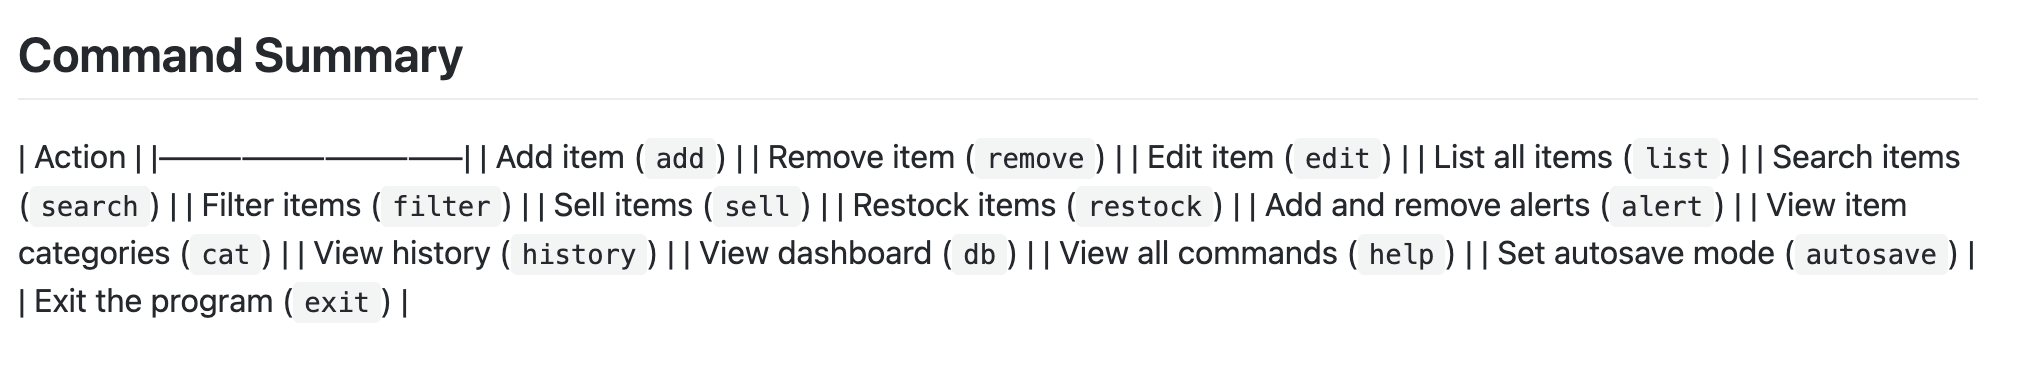 Command Summary
| Action | |———————————–| | Add item ( add ) | | Remove item ( remove ) | | Edit item ( edit ) | | List all items ( list ) | | Search items
( search ) | | Filter items ( filter ) | | Sell items ( sell ) | | Restock items ( restock ) | | Add and remove alerts ( alert ) | | View item
categories ( cat ) | | View history ( history ) | | View dashboard ( db ) | | View all commands ( help ) | | Set autosave mode ( autosave ) |
| Exit the program ( exit ) |